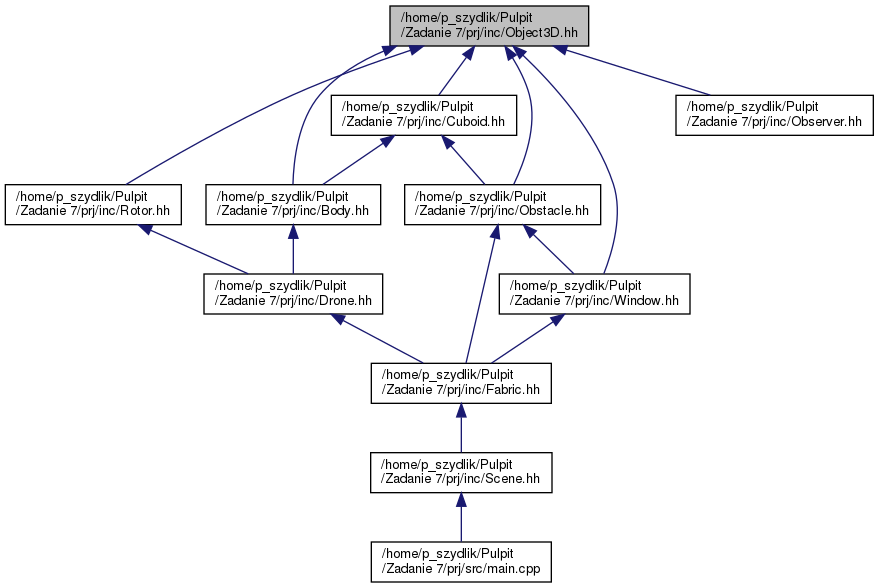 /home/p_szydlik/Pulpit
/Zadanie 7/prj/inc/Object3D.hh
/home/p_szydlik/Pulpit
/Zadanie 7/prj/inc/Cuboid.hh
/home/p_szydlik/Pulpit
/Zadanie 7/prj/inc/Observer.hh
/home/p_szydlik/Pulpit
/Zadanie 7/prj/inc/Rotor.hh
/home/p_szydlik/Pulpit
/Zadanie 7/prj/inc/Body.hh
/home/p_szydlik/Pulpit
/Zadanie 7/prj/inc/Obstacle.hh
/home/p_szydlik/Pulpit
/Zadanie 7/prj/inc/Drone.hh
/home/p_szydlik/Pulpit
/Zadanie 7/prj/inc/Window.hh
/home/p_szydlik/Pulpit
/Zadanie 7/prj/inc/Fabric.hh
/home/p_szydlik/Pulpit
/Zadanie 7/prj/inc/Scene.hh
/home/p_szydlik/Pulpit
/Zadanie 7/prj/src/main.cpp